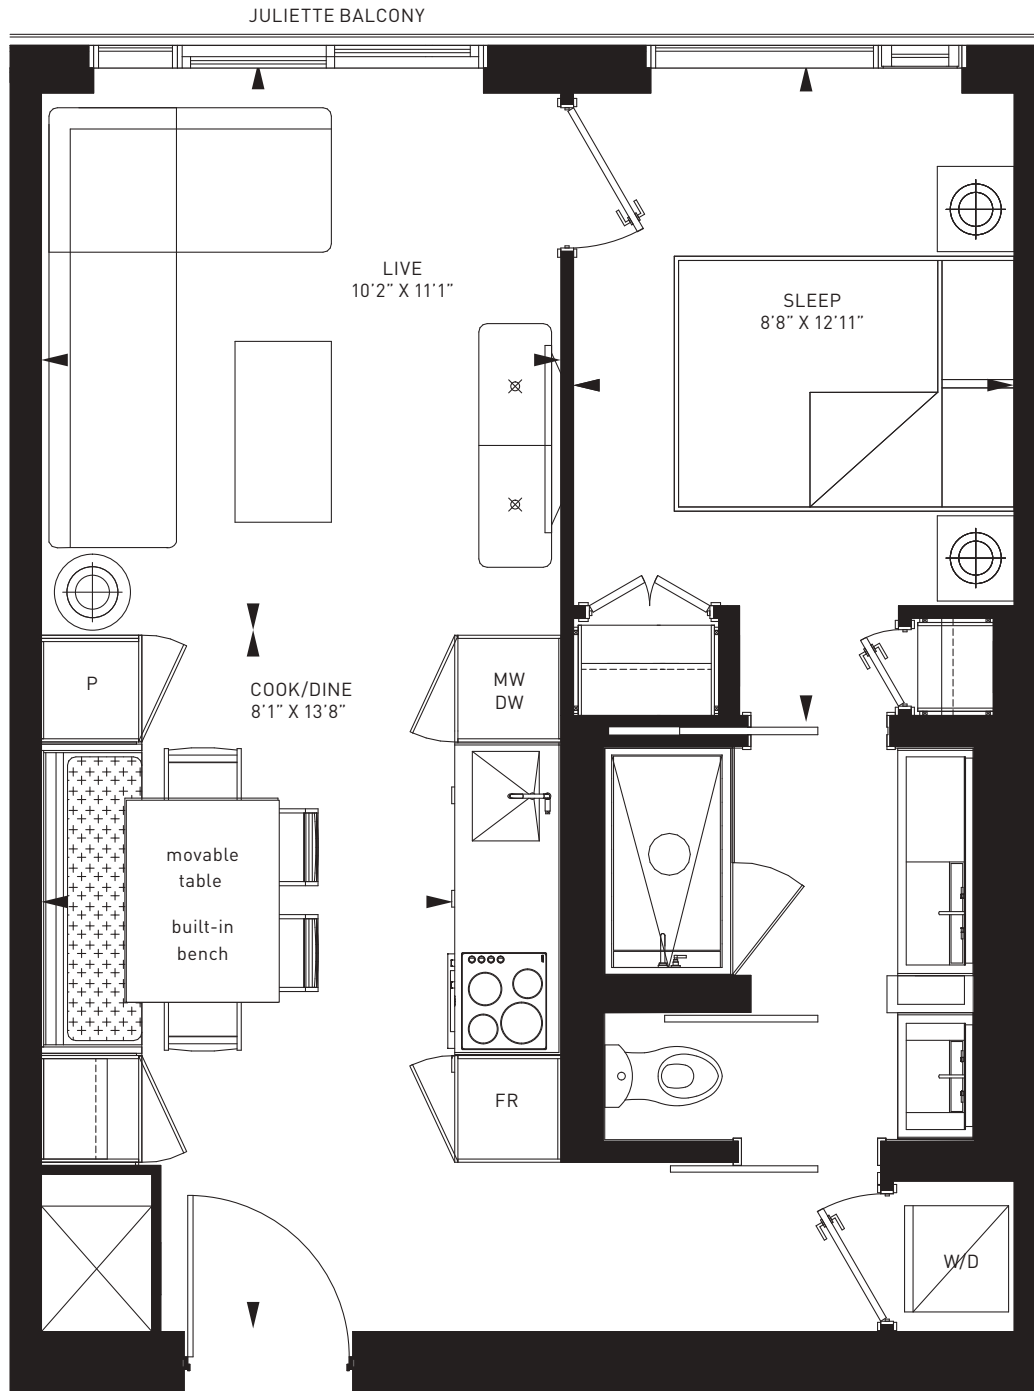 JULIETTE BALCONY
LIVE
10’2” X 11’1”
SLEEP
8’8” X 12’11”
P
COOK/DINE
8’1” X 13’8”
MW
DW
movable
table
built-in
bench
FR
W/D